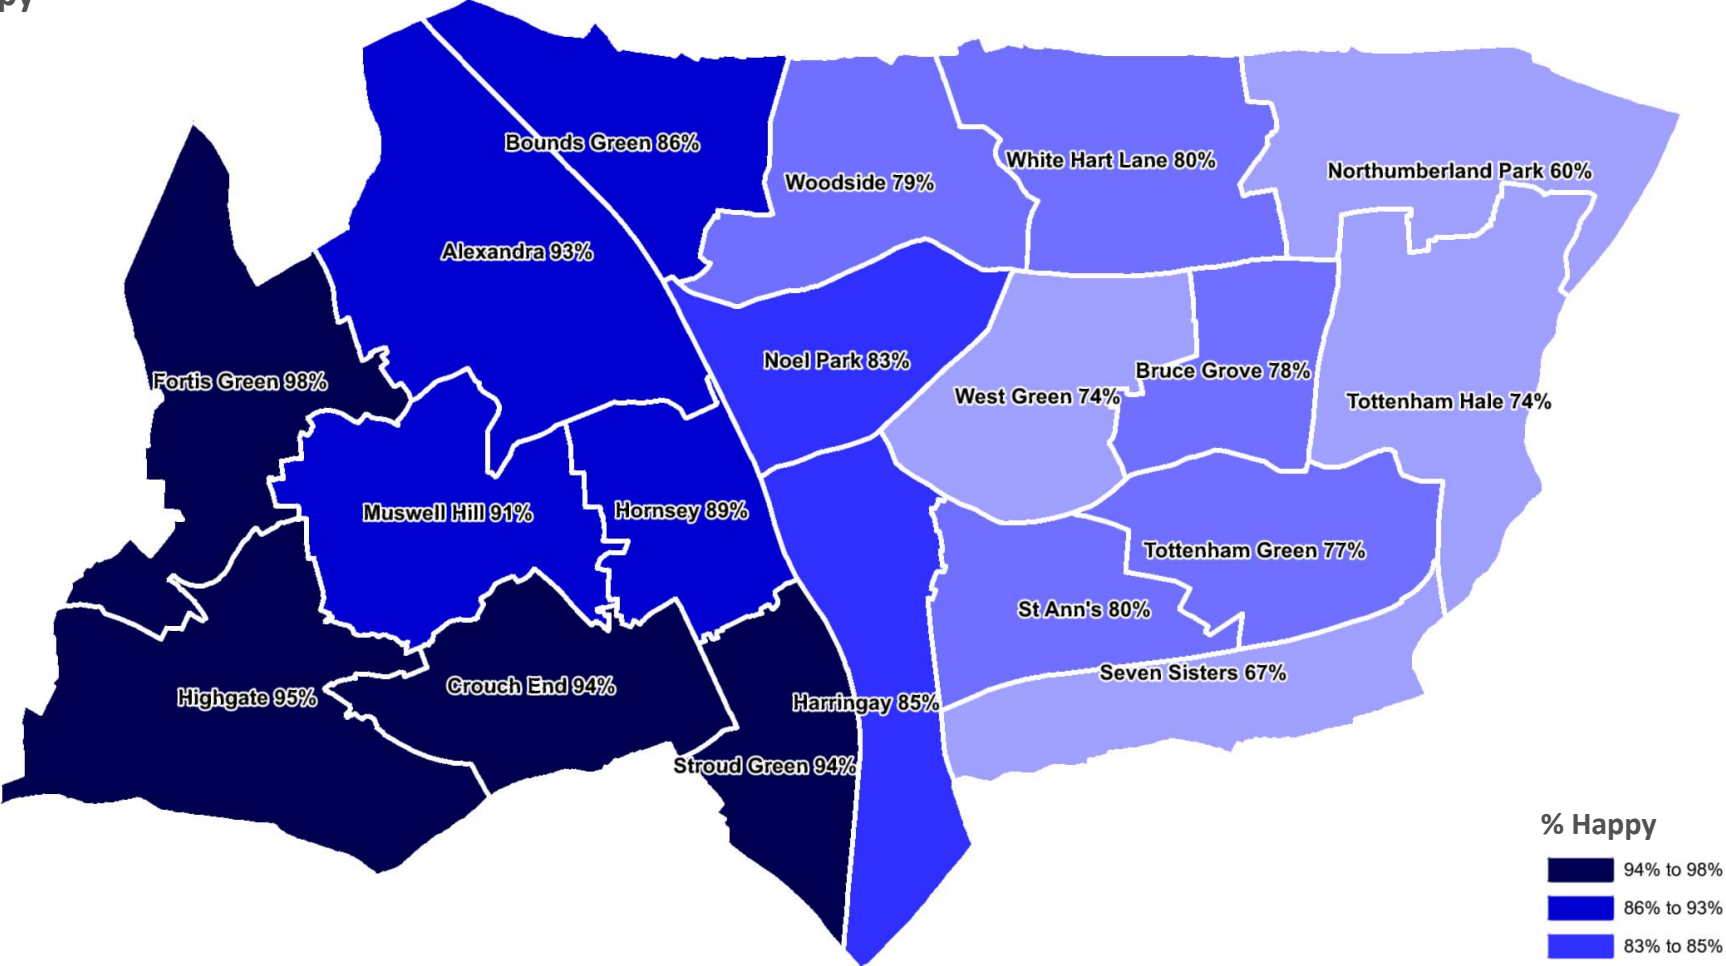 Bounds Green 86%
White Hart Lane 80%
Northumberland Park 60%
Woodside 79%
Alexandra 93%
Noel Park 83%
Bruce Grove 78%
Fortis Green 98%
West Green 74%
Tottenham Hale 74%
Muswell Hill 91%
Hornsey 89%
Tottenham Green 77%
St Ann's 80%
Seven Sisters 67%
Crouch End 94%
Highgate 95%
Harringay 85%
Stroud Green 94%
% Happy
94% to 98%
86% to 93%
83% to 85%